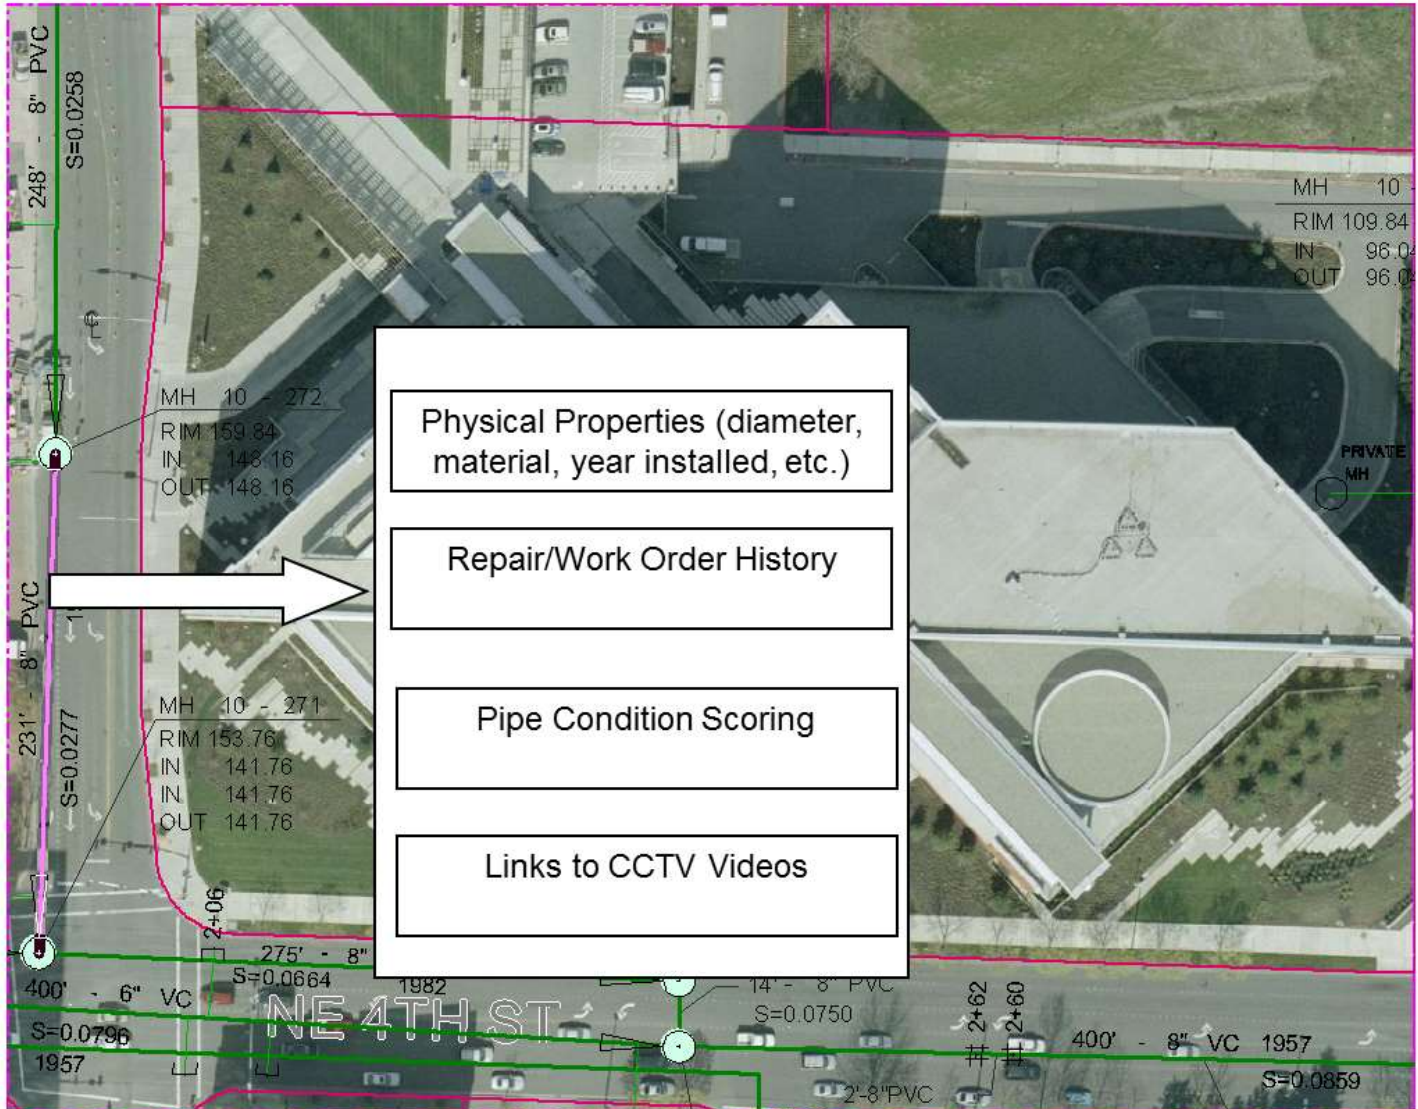 248' - 8" PVC
S=0.0258
MH 10 -
RIM 109.84
IN 96.04
OUT 96.04
MH 10 - 272
RIM 159.84
IN 148.16
OUT 148.16
Physical Properties (diameter,
material, year installed, etc.)
PRIVATE
MH
Repair/Work Order History
231' - 8" PVC
S=0.0277
MH 10 - 271
RIM 153.76
IN 141.76
IN 141.76
OUT 141.76
Pipe Condition Scoring
Links to CCTV Videos
2+06
275' - 8"
S=0.0664
1982
400' - 6" VC
S=0.0796
1957
NE 4TH ST
14' - 8" PVC
S=0.0750
2+62
2+60
400' - 8" VC 1957
S=0.0859
2'-8"PVC